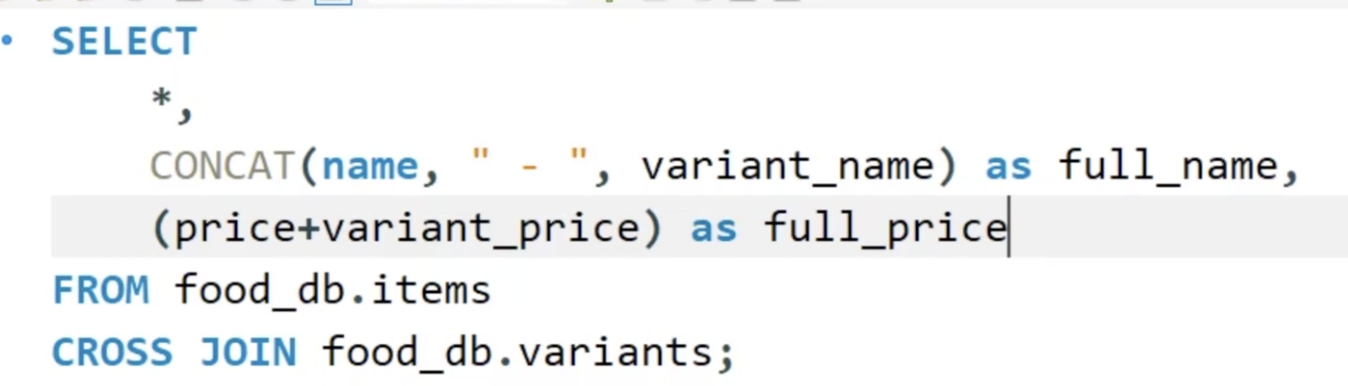 SELECT
*,
CONCAT(name, " - ", variant_name) as full_name,
(price+variant_price) as full_price
FROM food_db.items
CROSS JOIN food_db.variants;